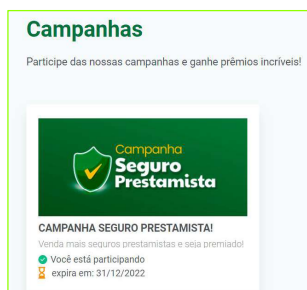 Campanhas
Participe das nossas campanhas e ganhe prêmios incríveis!
Campanha
Seguro
Prestamista
CAMPANHA SEGURO PRESTAMISTA!
Venda mais seguros prestamistas e seja premiado!
Você está participando
expira em: 31/12/2022